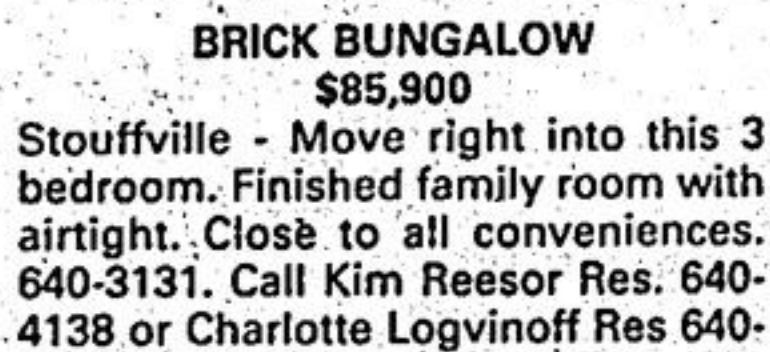 BRICK BUNGALOW
$85,900
Stouffville - Move right into this 3
bedroom. Finished family room with
airtight. Close to all conveniences.
640-3131. Call Kim Reesor Res. 640-
4138 or Charlotte Logvinoff Res 640-